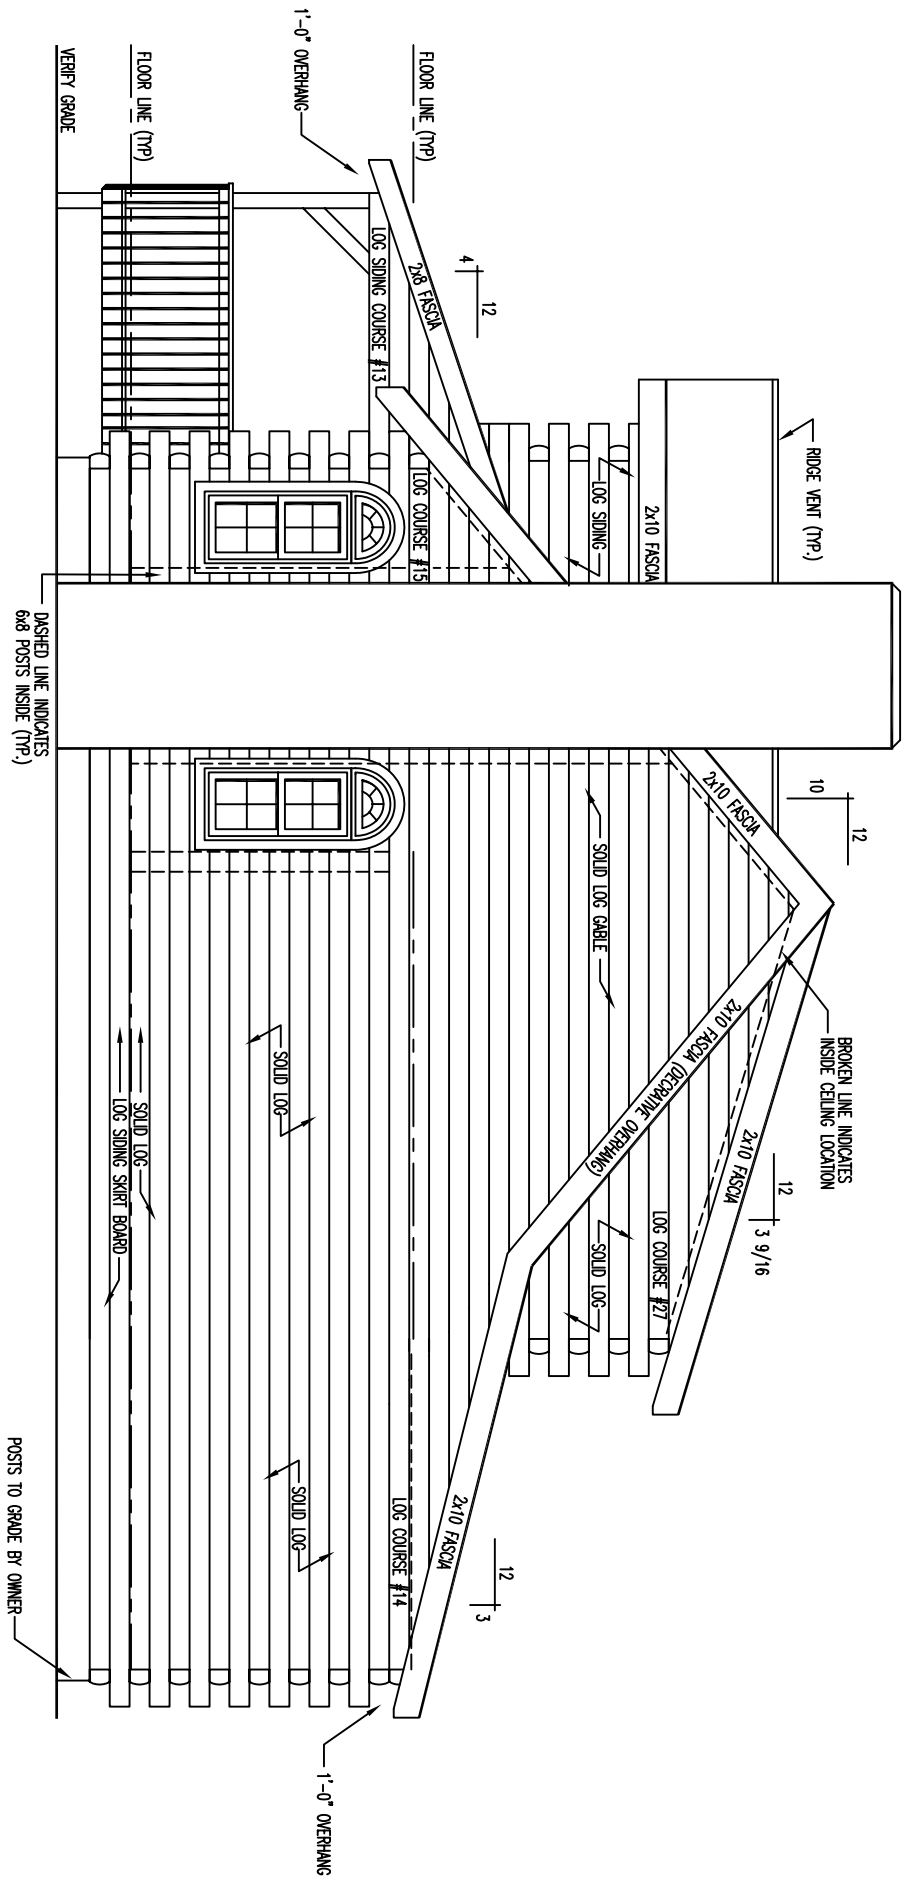 RIDGE VENT (TYP.)
10
12
BROKEN LINE INDICATES
INSIDE CEILING LOCATION
12
3 9/16
2x10 FASCIA
2x10 FASCIA
2x10 FASCIA
2x10 FASCIA (DECRATIVE OVERHANG)
LOG SIDING
SOLID LOG GABLE
SOLID LOG
LOG COURSE #27
4
12
12
3
FLOOR LINE (TYP)
2x8 FASCIA
LOG COURSE #15
2x10 FASCIA
LOG COURSE #14
LOG SIDING COURSE #13
1'-0" OVERHANG
1'-0" OVERHANG
SOLID LOG
SOLID LOG
FLOOR LINE (TYP)
SOLID LOG
LOG SIDING SKIRT BOARD
VERIFY GRADE
DASHED LINE INDICATES
6x8 POSTS INSIDE (TYP.)
POSTS TO GRADE BY OWNER